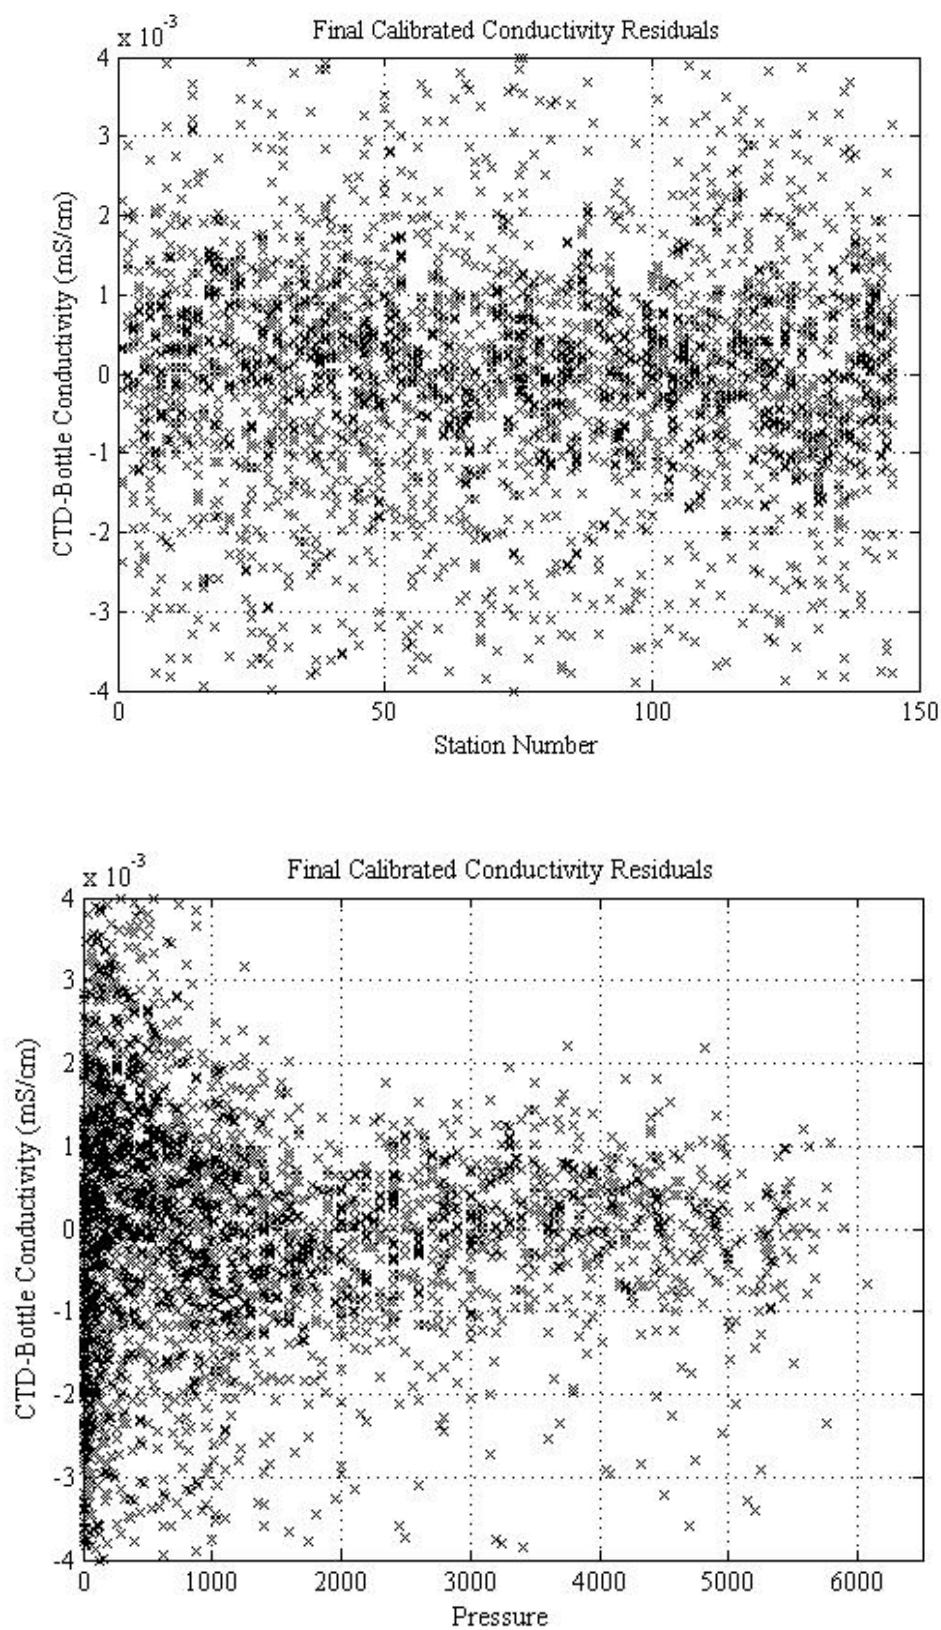 Final Calibrated Conductivity Residuals
x 10^-3
4
3
2
1
0
-1
-2
-3
-4
CTD-Bottle Conductivity (mS/cm)
0 50 100 150
Station Number
Final Calibrated Conductivity Residuals
x 10^-3
4
3
2
1
0
-1
-2
-3
-4
CTD-Bottle Conductivity (mS/cm)
0 1000 2000 3000 4000 5000 6000
Pressure